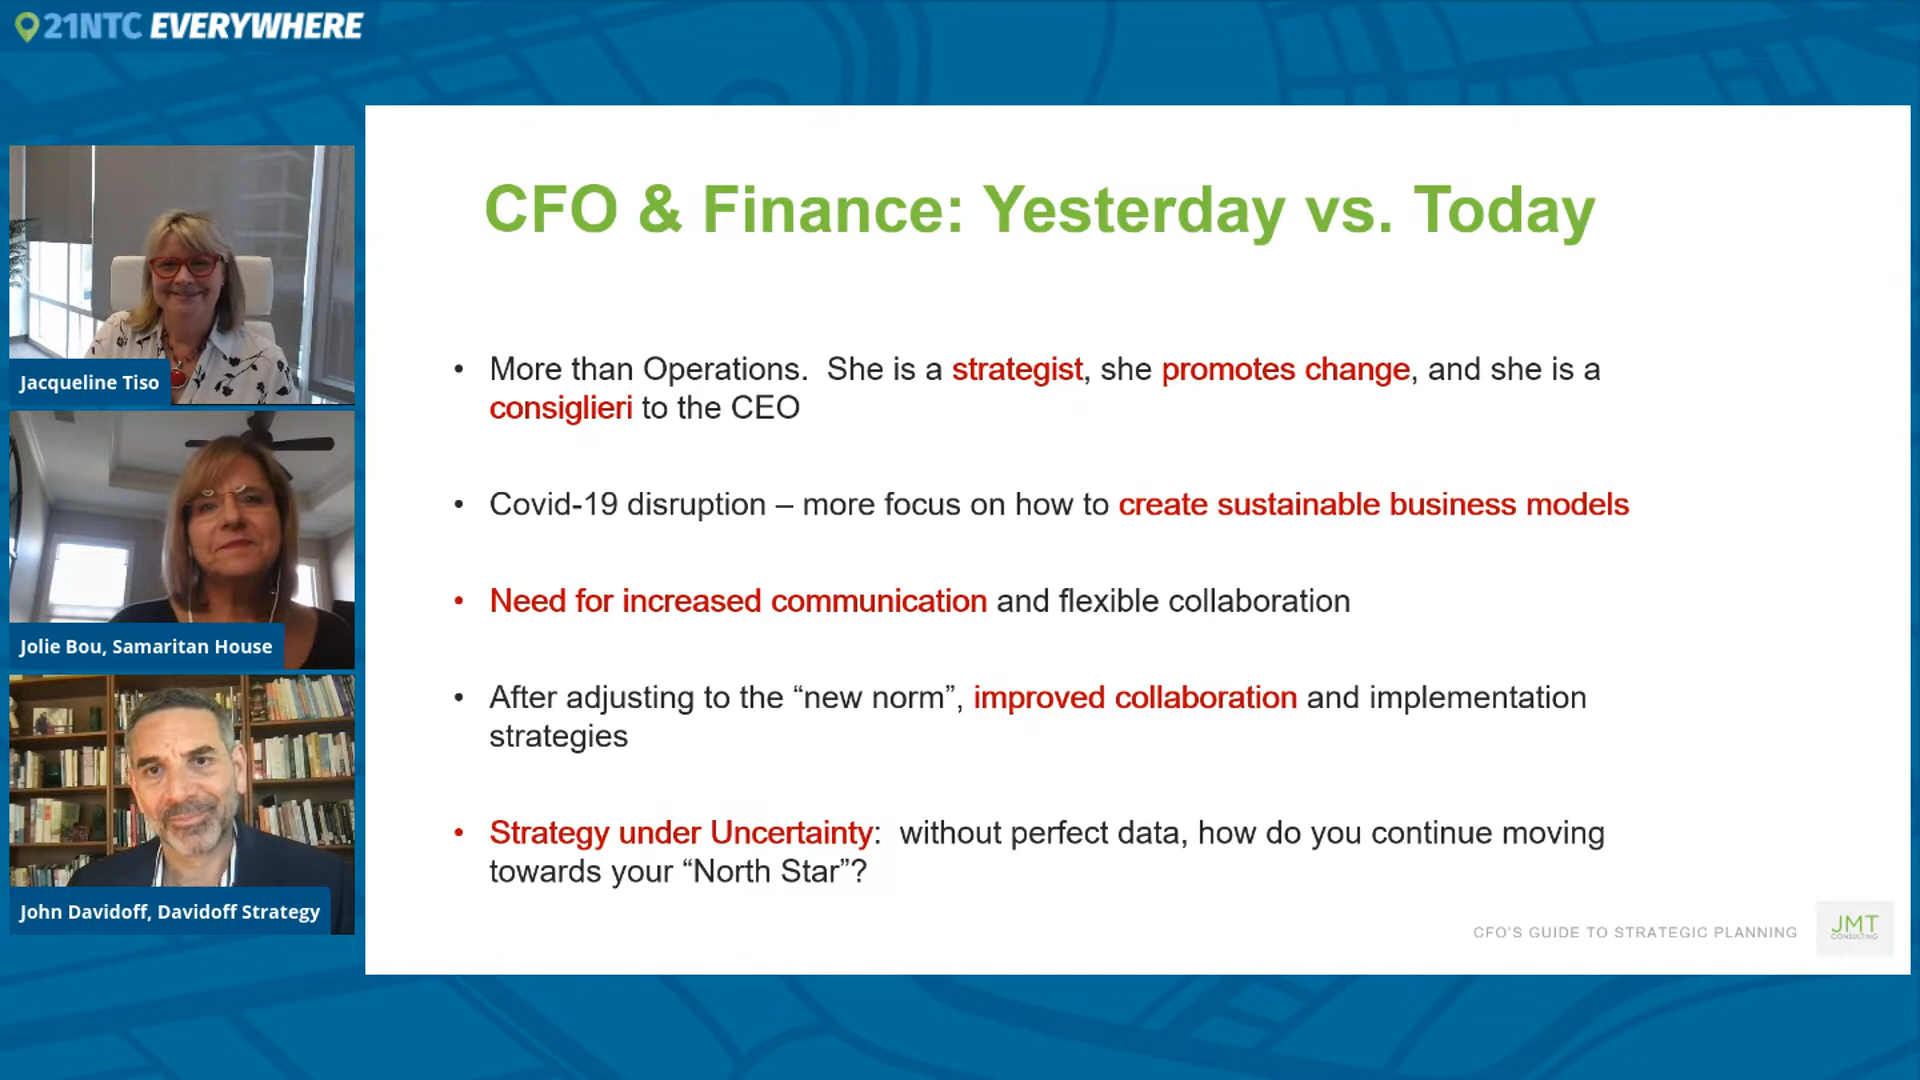 21NTC EVERYWHERE
Jacqueline Tiso
Jolie Bou, Samaritan House
John Davidoff, Davidoff Strategy
CFO & Finance: Yesterday vs. Today
• More than Operations.  She is a strategist, she promotes change, and she is a
consiglieri to the CEO
• Covid-19 disruption – more focus on how to create sustainable business models
• Need for increased communication and flexible collaboration
• After adjusting to the “new norm”, improved collaboration and implementation
strategies
• Strategy under Uncertainty:  without perfect data, how do you continue moving
towards your “North Star”?
CFO'S GUIDE TO STRATEGIC PLANNING
JMT
CONSULTING